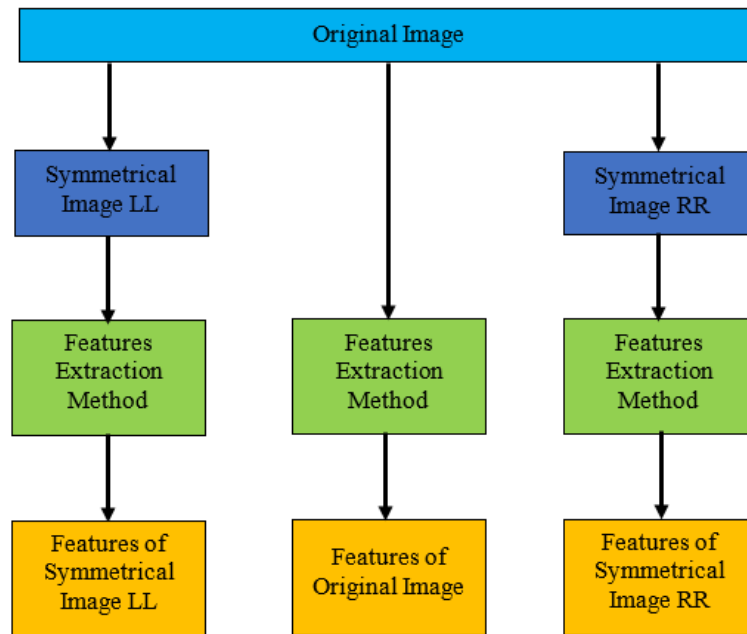 Original Image
Symmetrical
Image LL
Symmetrical
Image RR
Features
Extraction
Method
Features
Extraction
Method
Features
Extraction
Method
Features of
Symmetrical
Image LL
Features of
Original Image
Features of
Symmetrical
Image RR